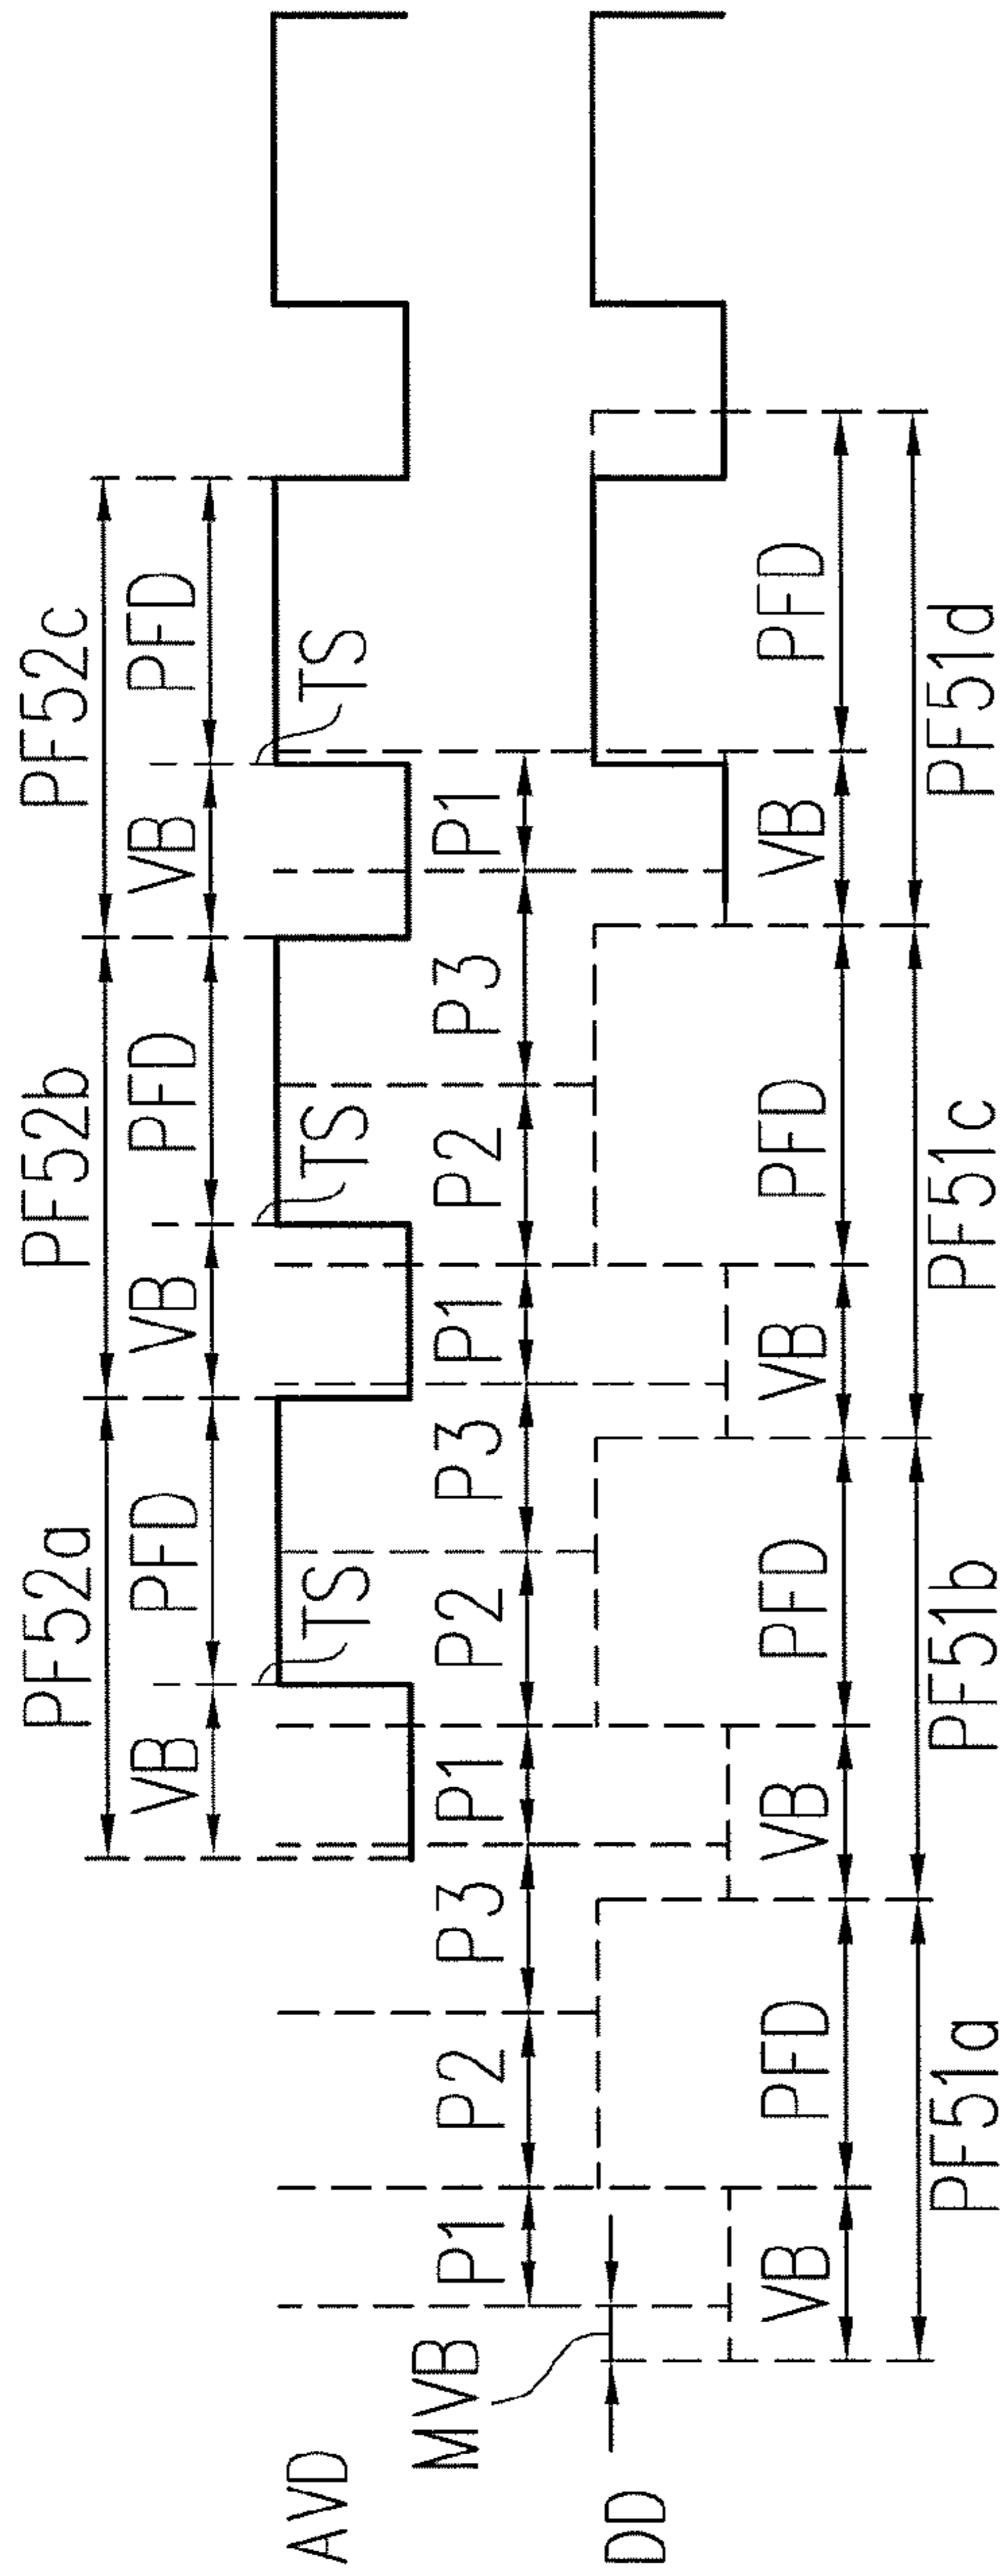 PF52a PF52b PF52c
VB PFD VB PFD VB PFD
AVD TS TS TS
MVB P1 P2 P3 P1 P2 P3 P1 P2 P3 P1
DD
VB PFD VB PFD VB PFD VB PFD
PF51a PF51b PF51c PF51d